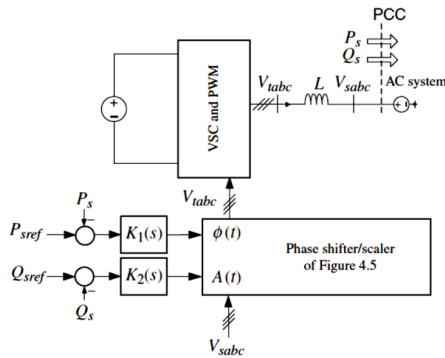 PCC
P_s
Q_s
AC system
V_tabc
L
V_sabc
VSC and PWM
+
−
V_tabc
P_s
−
P_sref
K_1(s)
ϕ(t)
Phase shifter/scaler
of Figure 4.5
Q_sref
K_2(s)
A(t)
−
Q_s
V_sabc